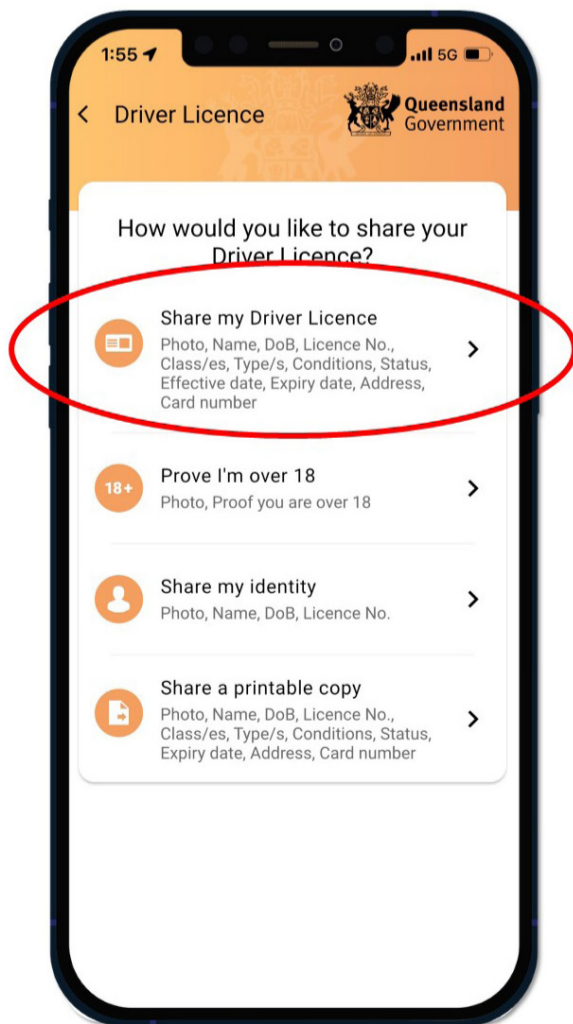 1:55
5G
Driver Licence
Queensland
Government
How would you like to share your
Driver Licence?
Share my Driver Licence
Photo, Name, DoB, Licence No.,
Class/es, Type/s, Conditions, Status,
Effective date, Expiry date, Address,
Card number
18+
Prove I'm over 18
Photo, Proof you are over 18
Share my identity
Photo, Name, DoB, Licence No.
Share a printable copy
Photo, Name, DoB, Licence No.,
Class/es, Type/s, Conditions, Status,
Expiry date, Address, Card number